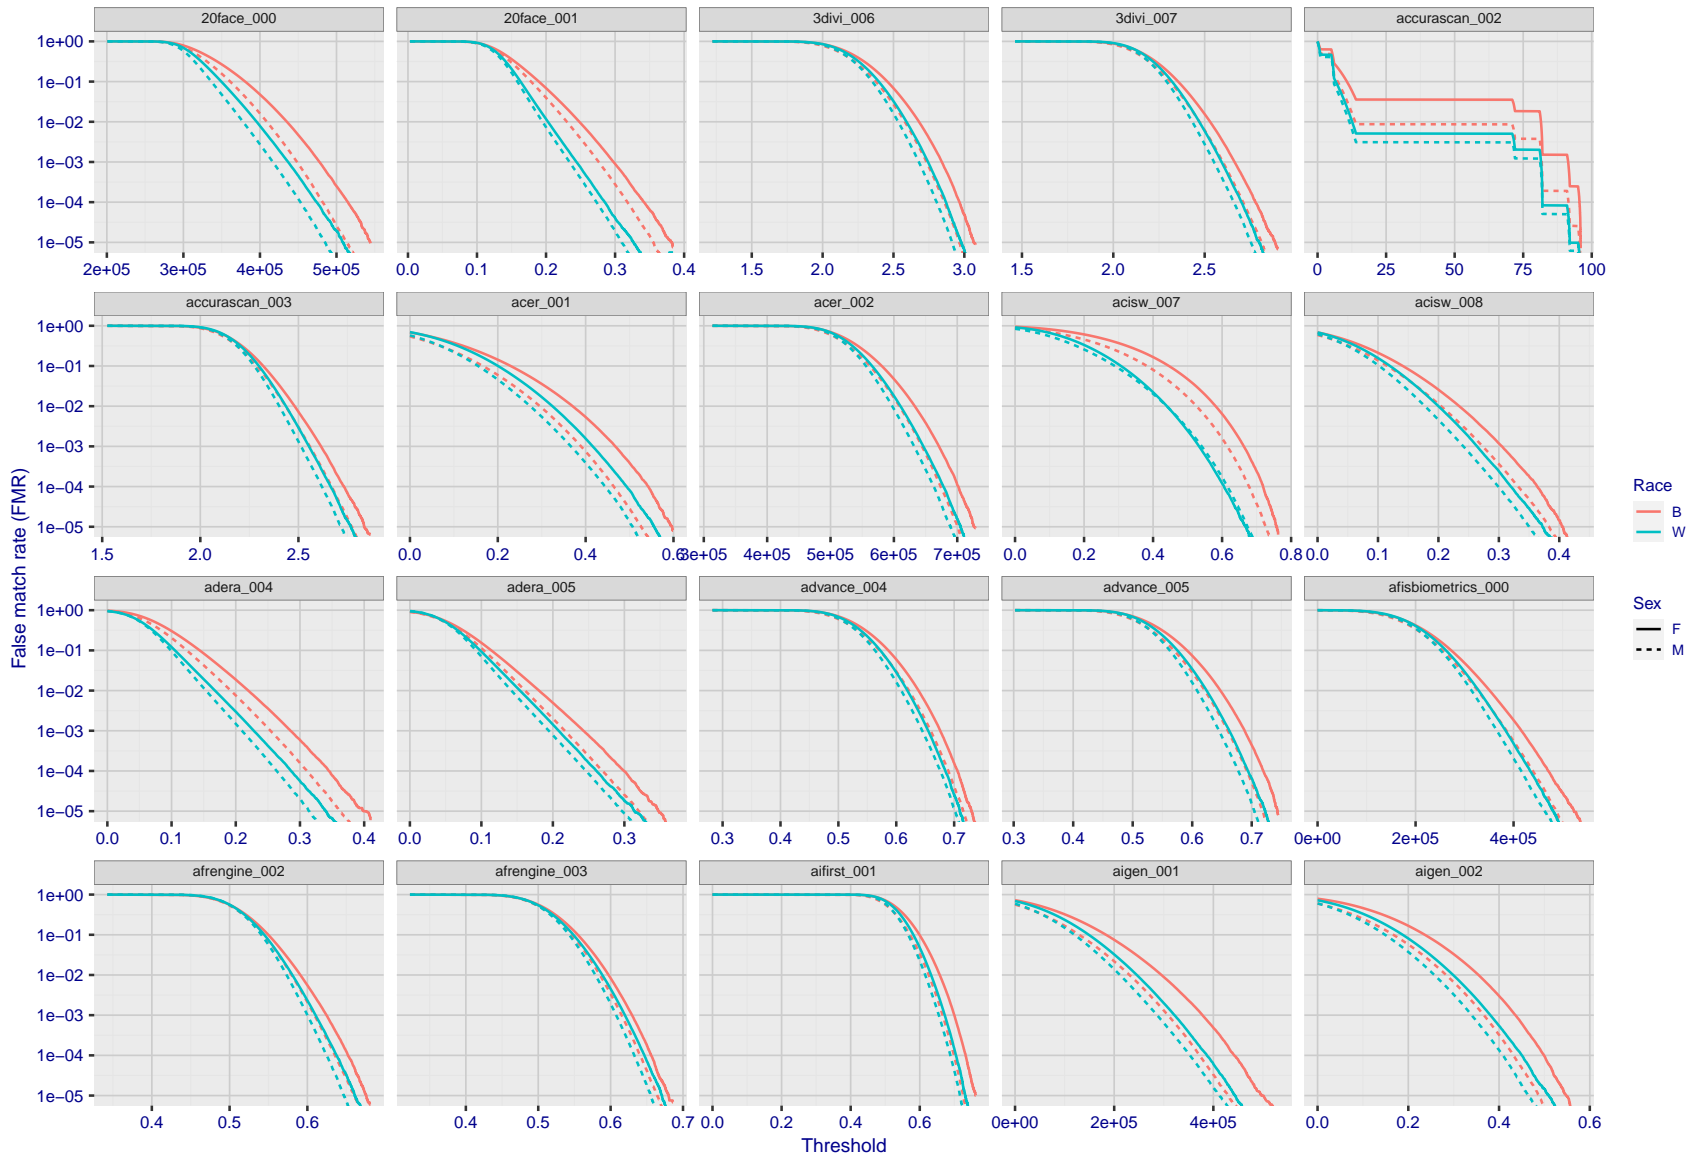 20face_000 20face_001 3divi_006 3divi_007 accurascan_002
1e+00
1e−01
1e−02
1e−03
1e−04
1e−05
2e+05 3e+05 4e+05 5e+05 0.0 0.1 0.2 0.3 0.4 1.5 2.0 2.5 3.0 1.5 2.0 2.5 0 25 50 75 100
accurascan_003 acer_001 acer_002 acisw_007 acisw_008
1e+00
1e−01
1e−02
1e−03
1e−04
1e−05
1.5 2.0 2.5 0.0 0.2 0.4 0.6 3e+05 4e+05 5e+05 6e+05 7e+05 0.0 0.2 0.4 0.6 0.8 0.0 0.1 0.2 0.3 0.4
adera_004 adera_005 advance_004 advance_005 afisbiometrics_000
1e+00
1e−01
1e−02
1e−03
1e−04
1e−05
0.0 0.1 0.2 0.3 0.4 0.0 0.1 0.2 0.3 0.3 0.4 0.5 0.6 0.7 0.3 0.4 0.5 0.6 0.7 0e+00 2e+05 4e+05
afrengine_002 afrengine_003 aifirst_001 aigen_001 aigen_002
1e+00
1e−01
1e−02
1e−03
1e−04
1e−05
0.4 0.5 0.6 0.4 0.5 0.6 0.7 0.0 0.2 0.4 0.6 0e+00 2e+05 4e+05 0.0 0.2 0.4 0.6
Threshold
False match rate (FMR)
Race
B
W
Sex
F
M